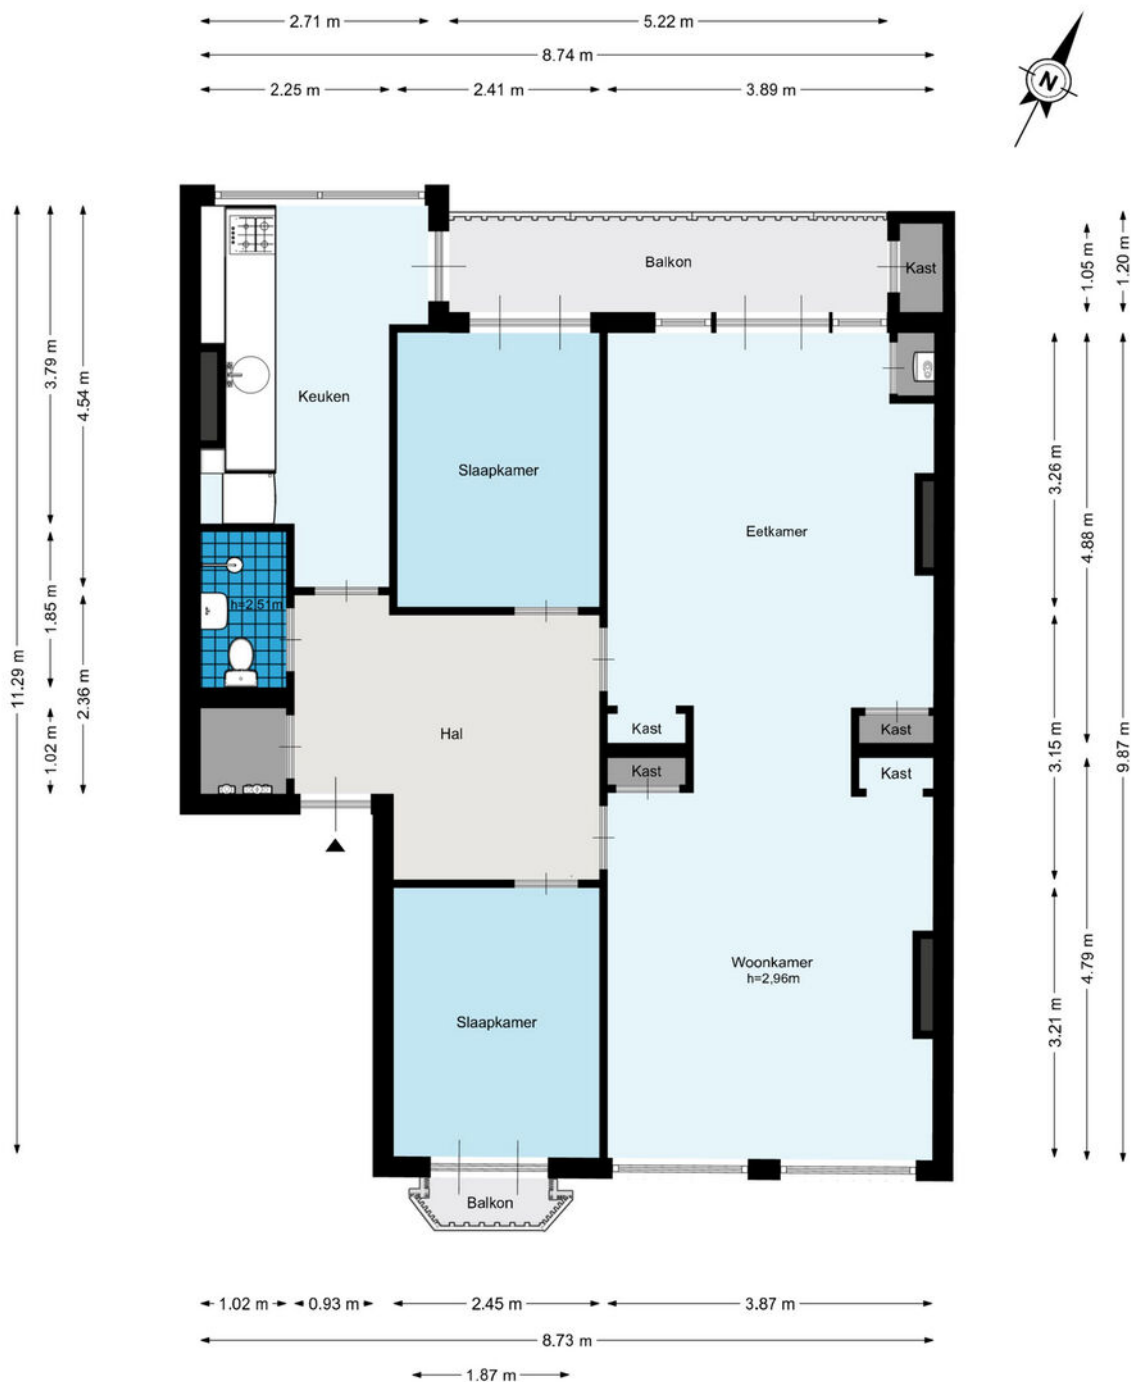 2.71 m
5.22 m
8.74 m
2.25 m
2.41 m
3.89 m
N
Balkon
Kast
Keuken
Slaapkamer
Eetkamer
h=2,51m
Hal
Kast
Kast
Kast
Kast
Woonkamer
h=2,96m
Slaapkamer
Balkon
11.29 m
3.79 m
1.85 m
1.02 m
4.54 m
2.36 m
3.26 m
3.15 m
3.21 m
1.05 m
4.88 m
4.79 m
1.20 m
9.87 m
1.02 m
0.93 m
2.45 m
3.87 m
8.73 m
1.87 m